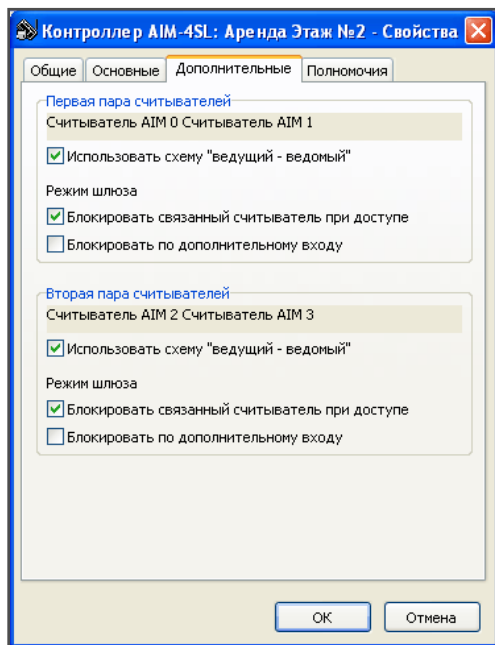 Контроллер AIM-4SL: Аренда Этаж №2 - Свойства
Общие Основные Дополнительные Полномочия
Первая пара считывателей
Считыватель AIM 0 Считыватель AIM 1
Использовать схему "ведущий - ведомый"
Режим шлюза
Блокировать связанный считыватель при доступе
Блокировать по дополнительному входу
Вторая пара считывателей
Считыватель AIM 2 Считыватель AIM 3
Использовать схему "ведущий - ведомый"
Режим шлюза
Блокировать связанный считыватель при доступе
Блокировать по дополнительному входу
ОК Отмена